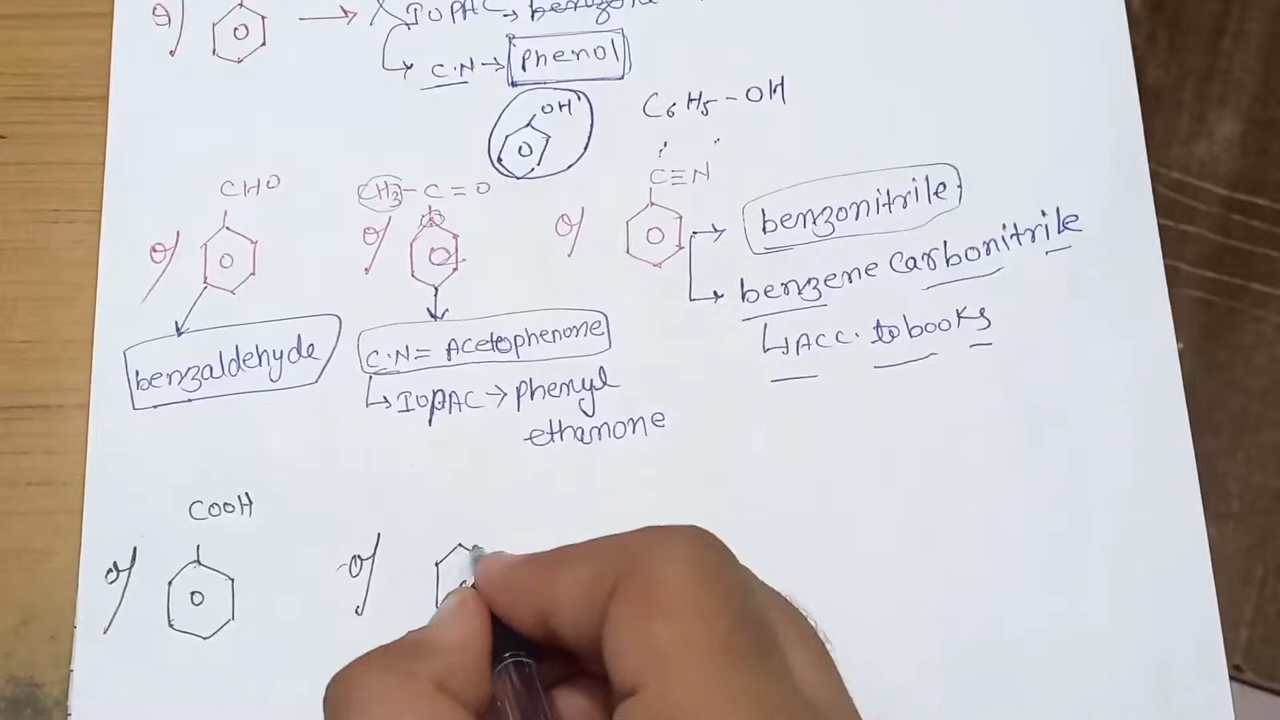 Q/ → IUPAC →
C.N → Phenol
OH
C6H5-OH
CHO
CH3-C=O
C≡N
Q/
Q/
Q/
→ benzonitrile
→ benzene carbonitrile
↳ ACC. to books
benzaldehyde
C.N = Acetophenone
↳ IUPAC → phenyl
ethanone
COOH
Q/
Q/